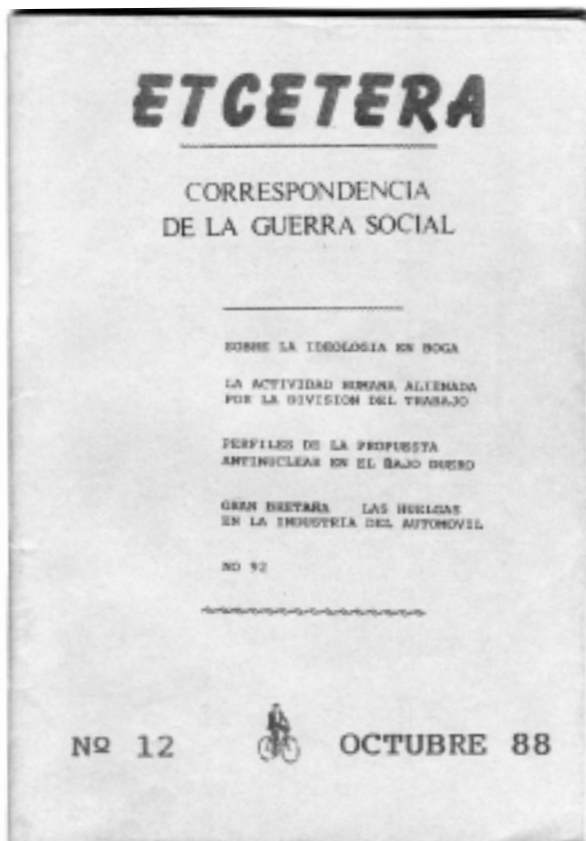 ETCETERA
CORRESPONDENCIA
DE LA GUERRA SOCIAL
SOBRE LA IDEOLOGIA EN BOGA
LA ACTIVIDAD HUMANA ALIENADA
POR LA DIVISION DEL TRABAJO
PERFILES DE LA PROPUESTA
ANTINUCLEAR EN EL BAJO DUERO
GRAN BRETAÑA LAS HUELGAS
EN LA INDUSTRIA DEL AUTOMOVIL
NO 92
Nº 12 OCTUBRE 88